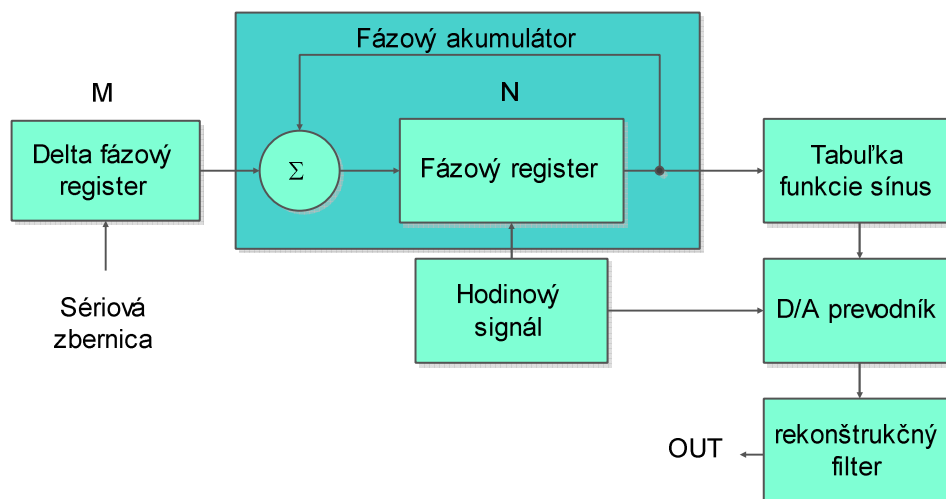 Fázový akumulátor
M
N
Delta fázový
register
Σ
Fázový register
Tabuľka
funkcie sínus
Sériová
zbernica
Hodinový
signál
D/A prevodník
OUT
rekonštrukčný
filter